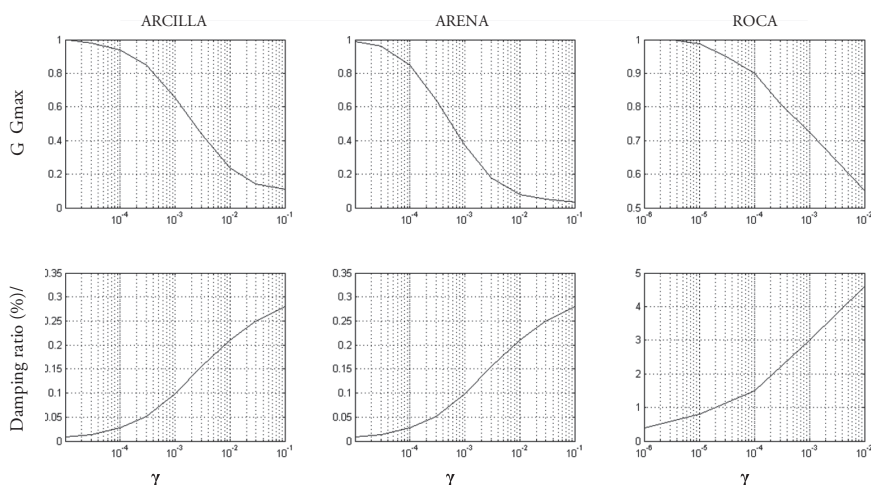 ARCILLA ARENA ROCA
G Gmax
1 1 1
0.8 0.8 0.9
0.6 0.6 0.8
0.4 0.4 0.7
0.2 0.2 0.6
0 0 0.5
10-4 10-3 10-2 10-1 10-4 10-3 10-2 10-1 10-6 10-5 10-4 10-3 10-2
Damping ratio (%)/
0.35 0.35 5
0.3 0.3 4
0.25 0.25 3
0.2 0.2 2
0.15 0.15 1
0.1 0.1 0
0.05 0.05
0 0
10-4 10-3 10-2 10-1 10-4 10-3 10-2 10-1 10-6 10-5 10-4 10-3 10-2
γ γ γ